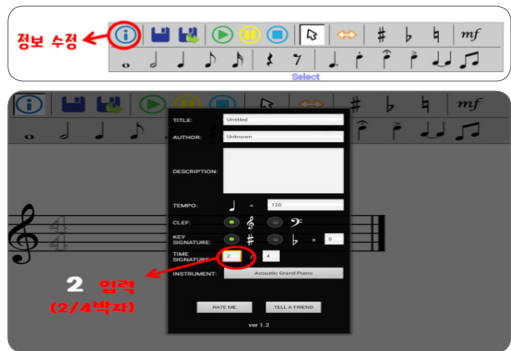 정보 수정
mf
Select
mf
TITLE: Untitled
AUTHOR: Unknown
DESCRIPTION:
TEMPO: = 120
CLEF:
KEY SIGNATURE: × 0
TIME SIGNATURE: 2 / 4
INSTRUMENT: Acoustic Grand Piano
2 입력
(2/4박자)
RATE ME TELL A FRIEND
ver 1.2